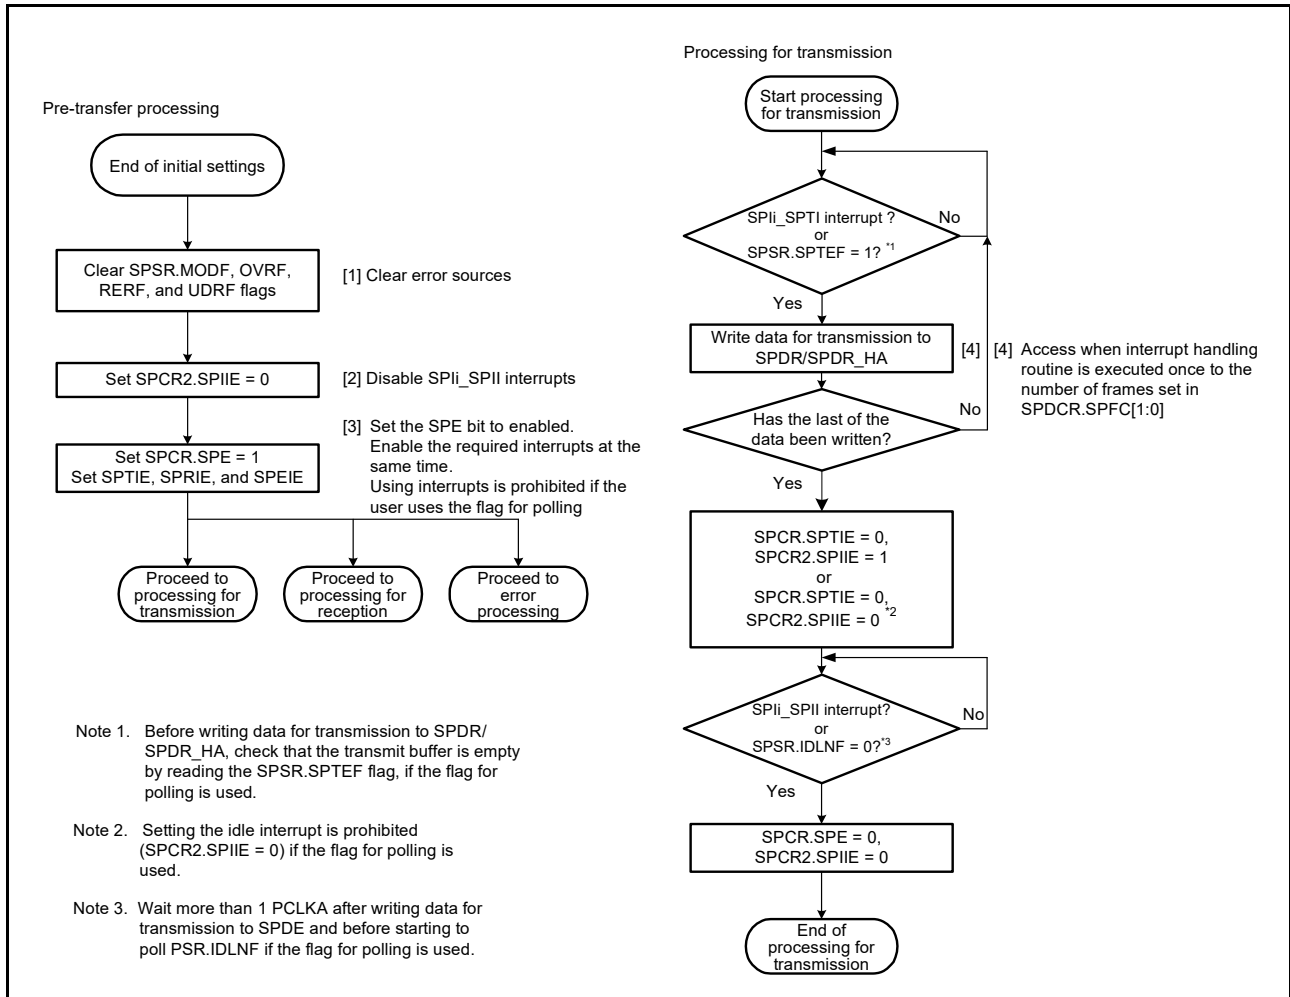 Pre-transfer processing
End of initial settings
Clear SPSR.MODF, OVRF,
RERF, and UDRF flags
[1] Clear error sources
Set SPCR2.SPIIE = 0
[2] Disable SPIi_SPII interrupts
Set SPCR.SPE = 1
Set SPTIE, SPRIE, and SPEIE
[3] Set the SPE bit to enabled.
Enable the required interrupts at the
same time.
Using interrupts is prohibited if the
user uses the flag for polling
Proceed to
processing for
transmission
Proceed to
processing for
reception
Proceed to
error
processing
Note 1. Before writing data for transmission to SPDR/
SPDR_HA, check that the transmit buffer is empty
by reading the SPSR.SPTEF flag, if the flag for
polling is used.
Note 2. Setting the idle interrupt is prohibited
(SPCR2.SPIIE = 0) if the flag for polling is
used.
Note 3. Wait more than 1 PCLKA after writing data for
transmission to SPDE and before starting to
poll PSR.IDLNF if the flag for polling is used.
Processing for transmission
Start processing
for transmission
SPIi_SPTI interrupt ?
or
SPSR.SPTEF = 1? *1
No
Yes
Write data for transmission to
SPDR/SPDR_HA
[4]
[4] Access when interrupt handling
routine is executed once to the
number of frames set in
SPDCR.SPFC[1:0]
Has the last of the
data been written?
No
Yes
SPCR.SPTIE = 0,
SPCR2.SPIIE = 1
or
SPCR.SPTIE = 0,
SPCR2.SPIIE = 0 *2
SPIi_SPII interrupt?
or
SPSR.IDLNF = 0?*3
No
Yes
SPCR.SPE = 0,
SPCR2.SPIIE = 0
End of
processing for
transmission